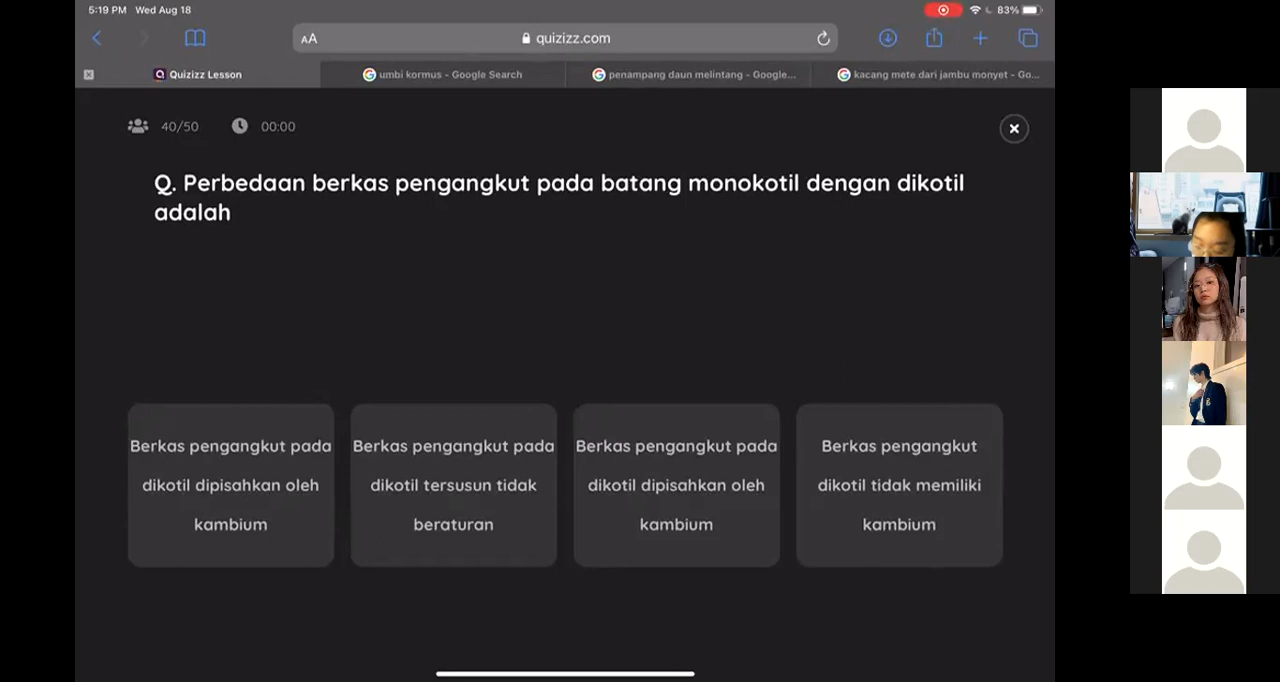 5:19 PM Wed Aug 18
83%
AA
quizizz.com
Quizizz Lesson
umbi kormus - Google Search
penampang daun melintang - Google...
kacang mete dari jambu monyet - Go...
40/50
00:00
Q. Perbedaan berkas pengangkut pada batang monokotil dengan dikotil
adalah
Berkas pengangkut pada
dikotil dipisahkan oleh
kambium
Berkas pengangkut pada
dikotil tersusun tidak
beraturan
Berkas pengangkut pada
dikotil dipisahkan oleh
kambium
Berkas pengangkut
dikotil tidak memiliki
kambium